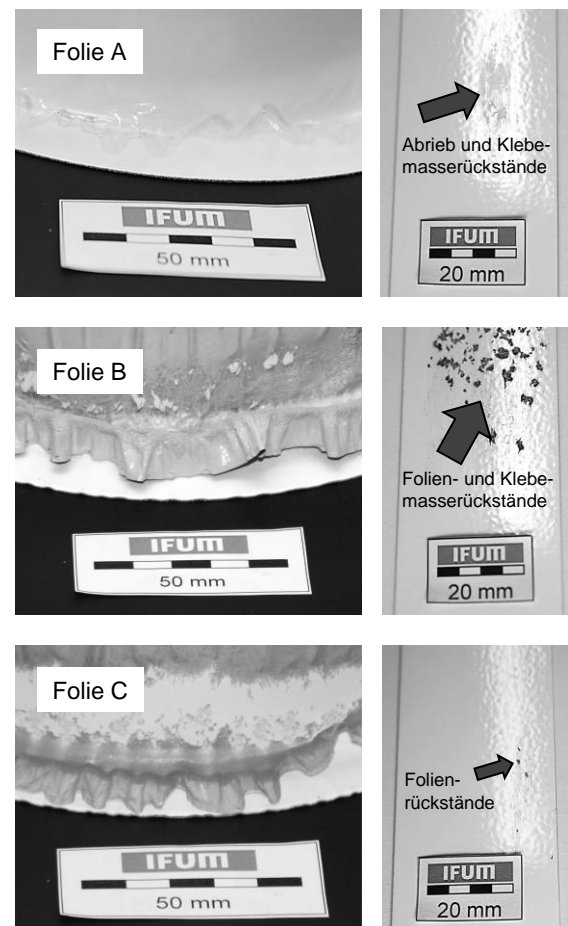 Folie A
IFUM
50 mm
Abrieb und Klebe-
masserückstände
IFUM
20 mm
Folie B
IFUM
50 mm
Folien- und Klebe-
masserückstände
IFUM
20 mm
Folie C
IFUM
50 mm
Folien-
rückstände
IFUM
20 mm